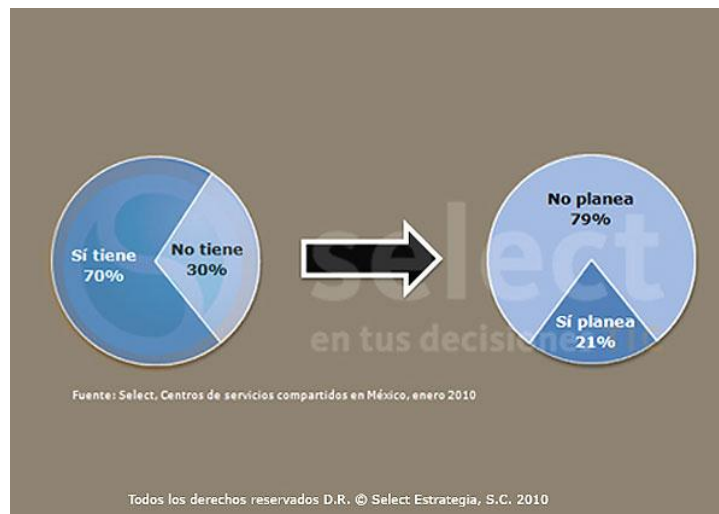 Sí tiene
70%
No tiene
30%
No planea
79%
Sí planea
21%
select
en tus decisiones
Fuente: Select, Centros de servicios compartidos en México, enero 2010
Todos los derechos reservados D.R. © Select Estrategia, S.C. 2010